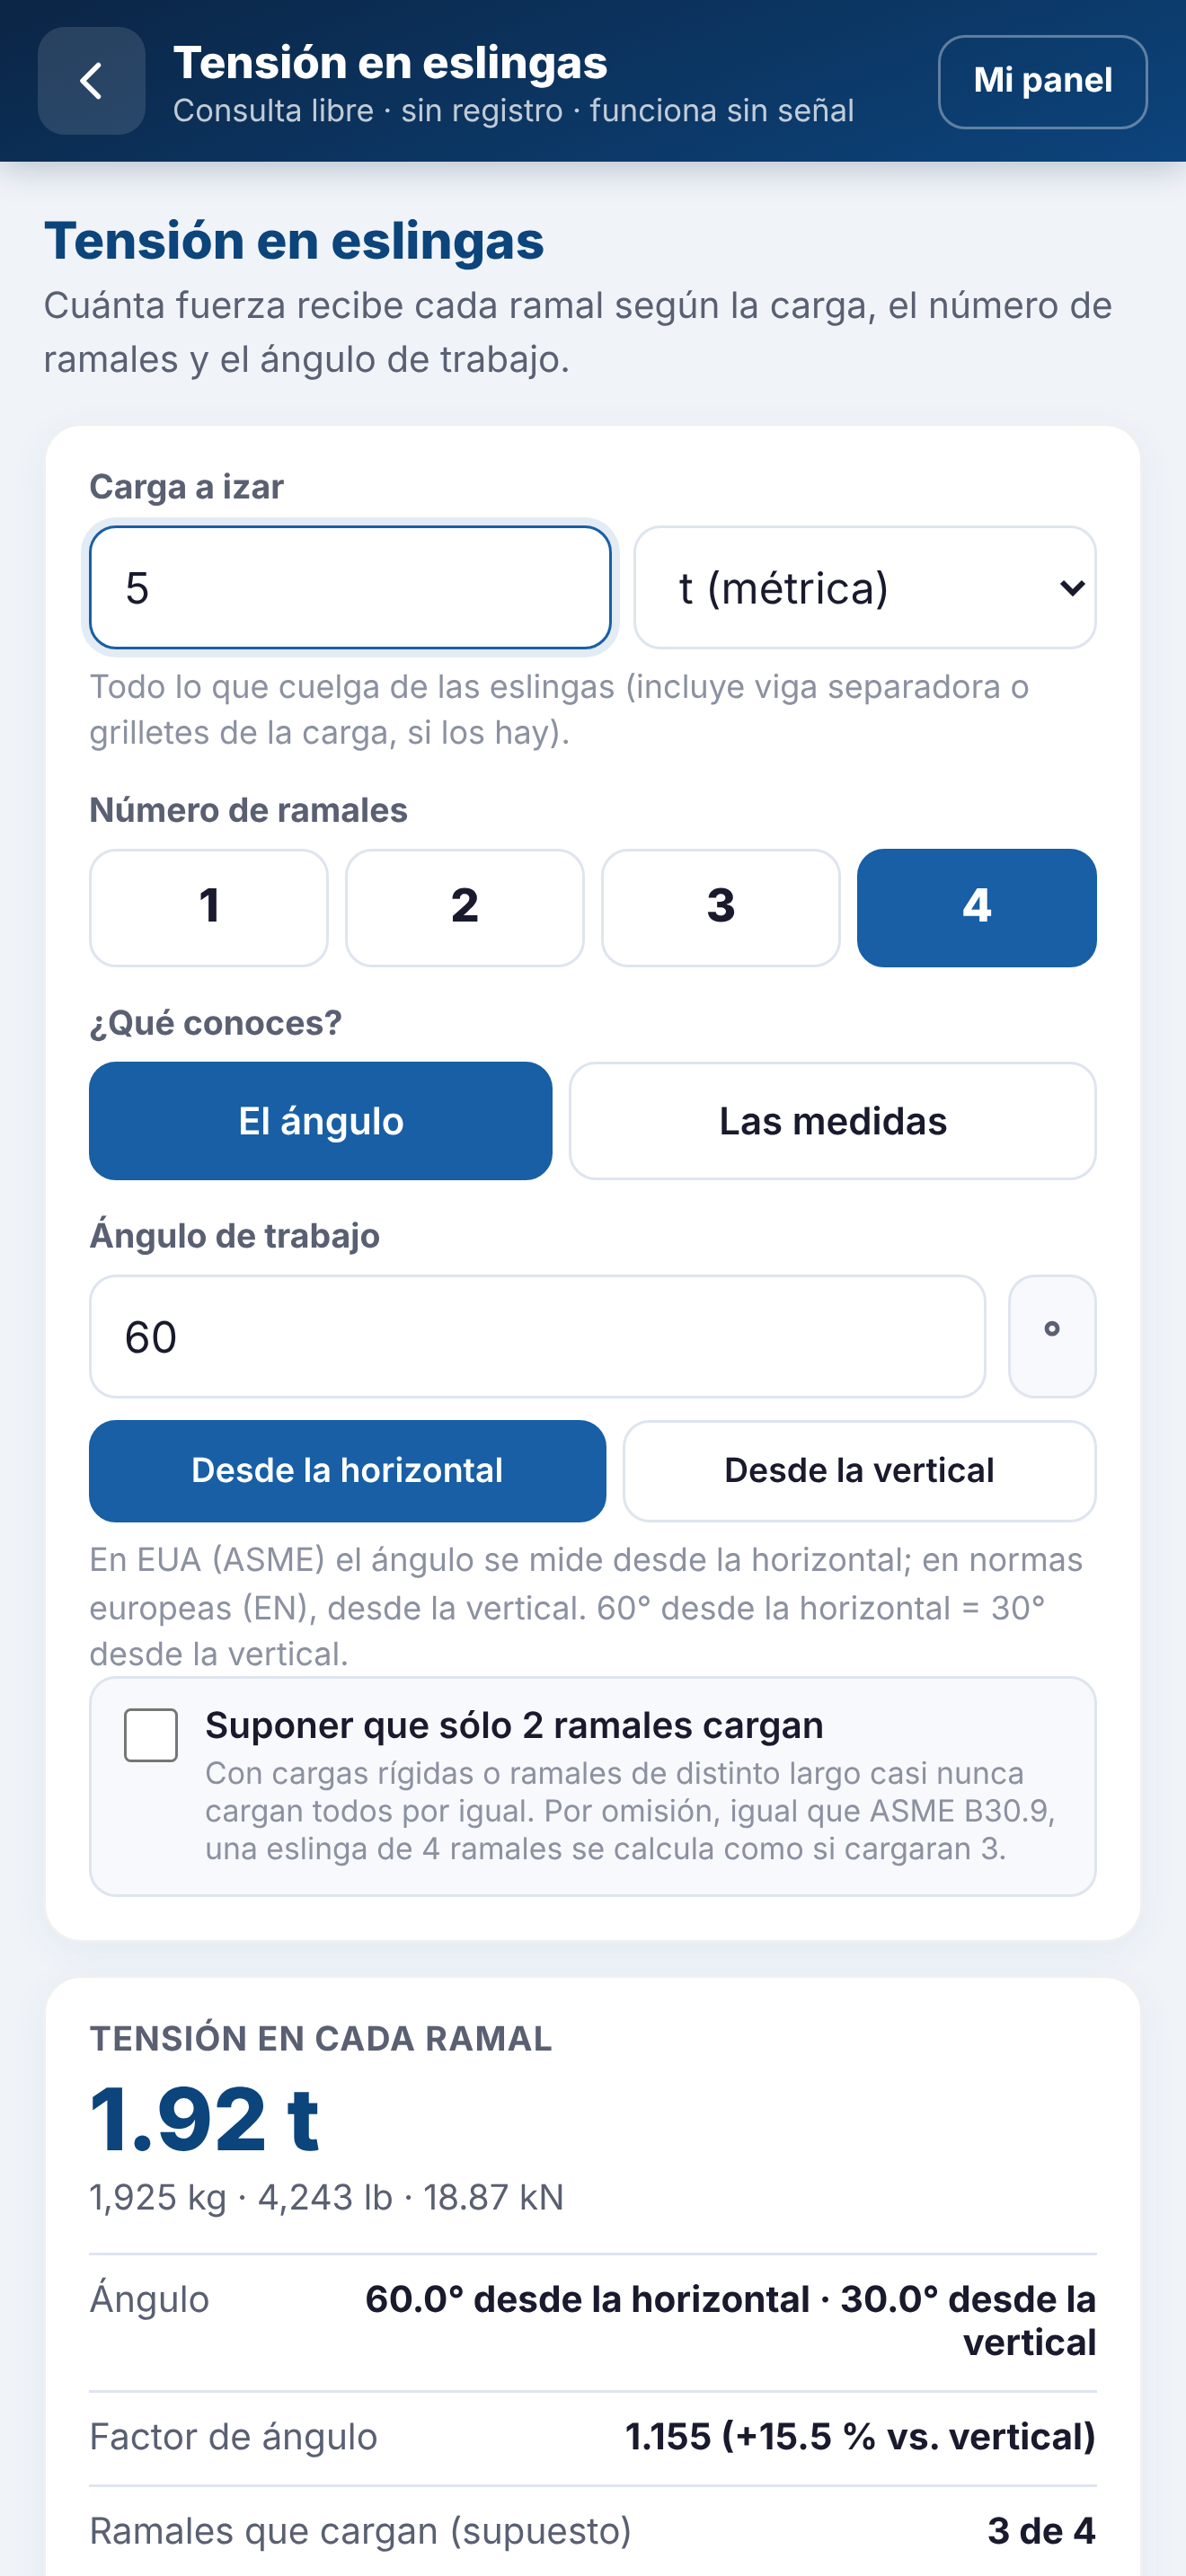 Tensión en eslingas
Consulta libre · sin registro · funciona sin señal
Mi panel
Tensión en eslingas
Cuánta fuerza recibe cada ramal según la carga, el número de
ramales y el ángulo de trabajo.
Carga a izar
5
t (métrica)
Todo lo que cuelga de las eslingas (incluye viga separadora o
grilletes de la carga, si los hay).
Número de ramales
1
2
3
4
¿Qué conoces?
El ángulo
Las medidas
Ángulo de trabajo
60
°
Desde la horizontal
Desde la vertical
En EUA (ASME) el ángulo se mide desde la horizontal; en normas
europeas (EN), desde la vertical. 60° desde la horizontal = 30°
desde la vertical.
Suponer que sólo 2 ramales cargan
Con cargas rígidas o ramales de distinto largo casi nunca
cargan todos por igual. Por omisión, igual que ASME B30.9,
una eslinga de 4 ramales se calcula como si cargaran 3.
TENSIÓN EN CADA RAMAL
1.92 t
1,925 kg · 4,243 lb · 18.87 kN
Ángulo
60.0° desde la horizontal · 30.0° desde la
vertical
Factor de ángulo
1.155 (+15.5 % vs. vertical)
Ramales que cargan (supuesto)
3 de 4